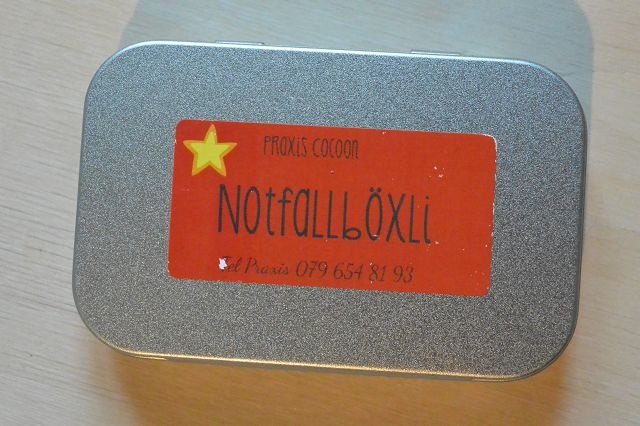 Praxis Cocoon
Notfallböxli
Tel Praxis 079 654 81 93